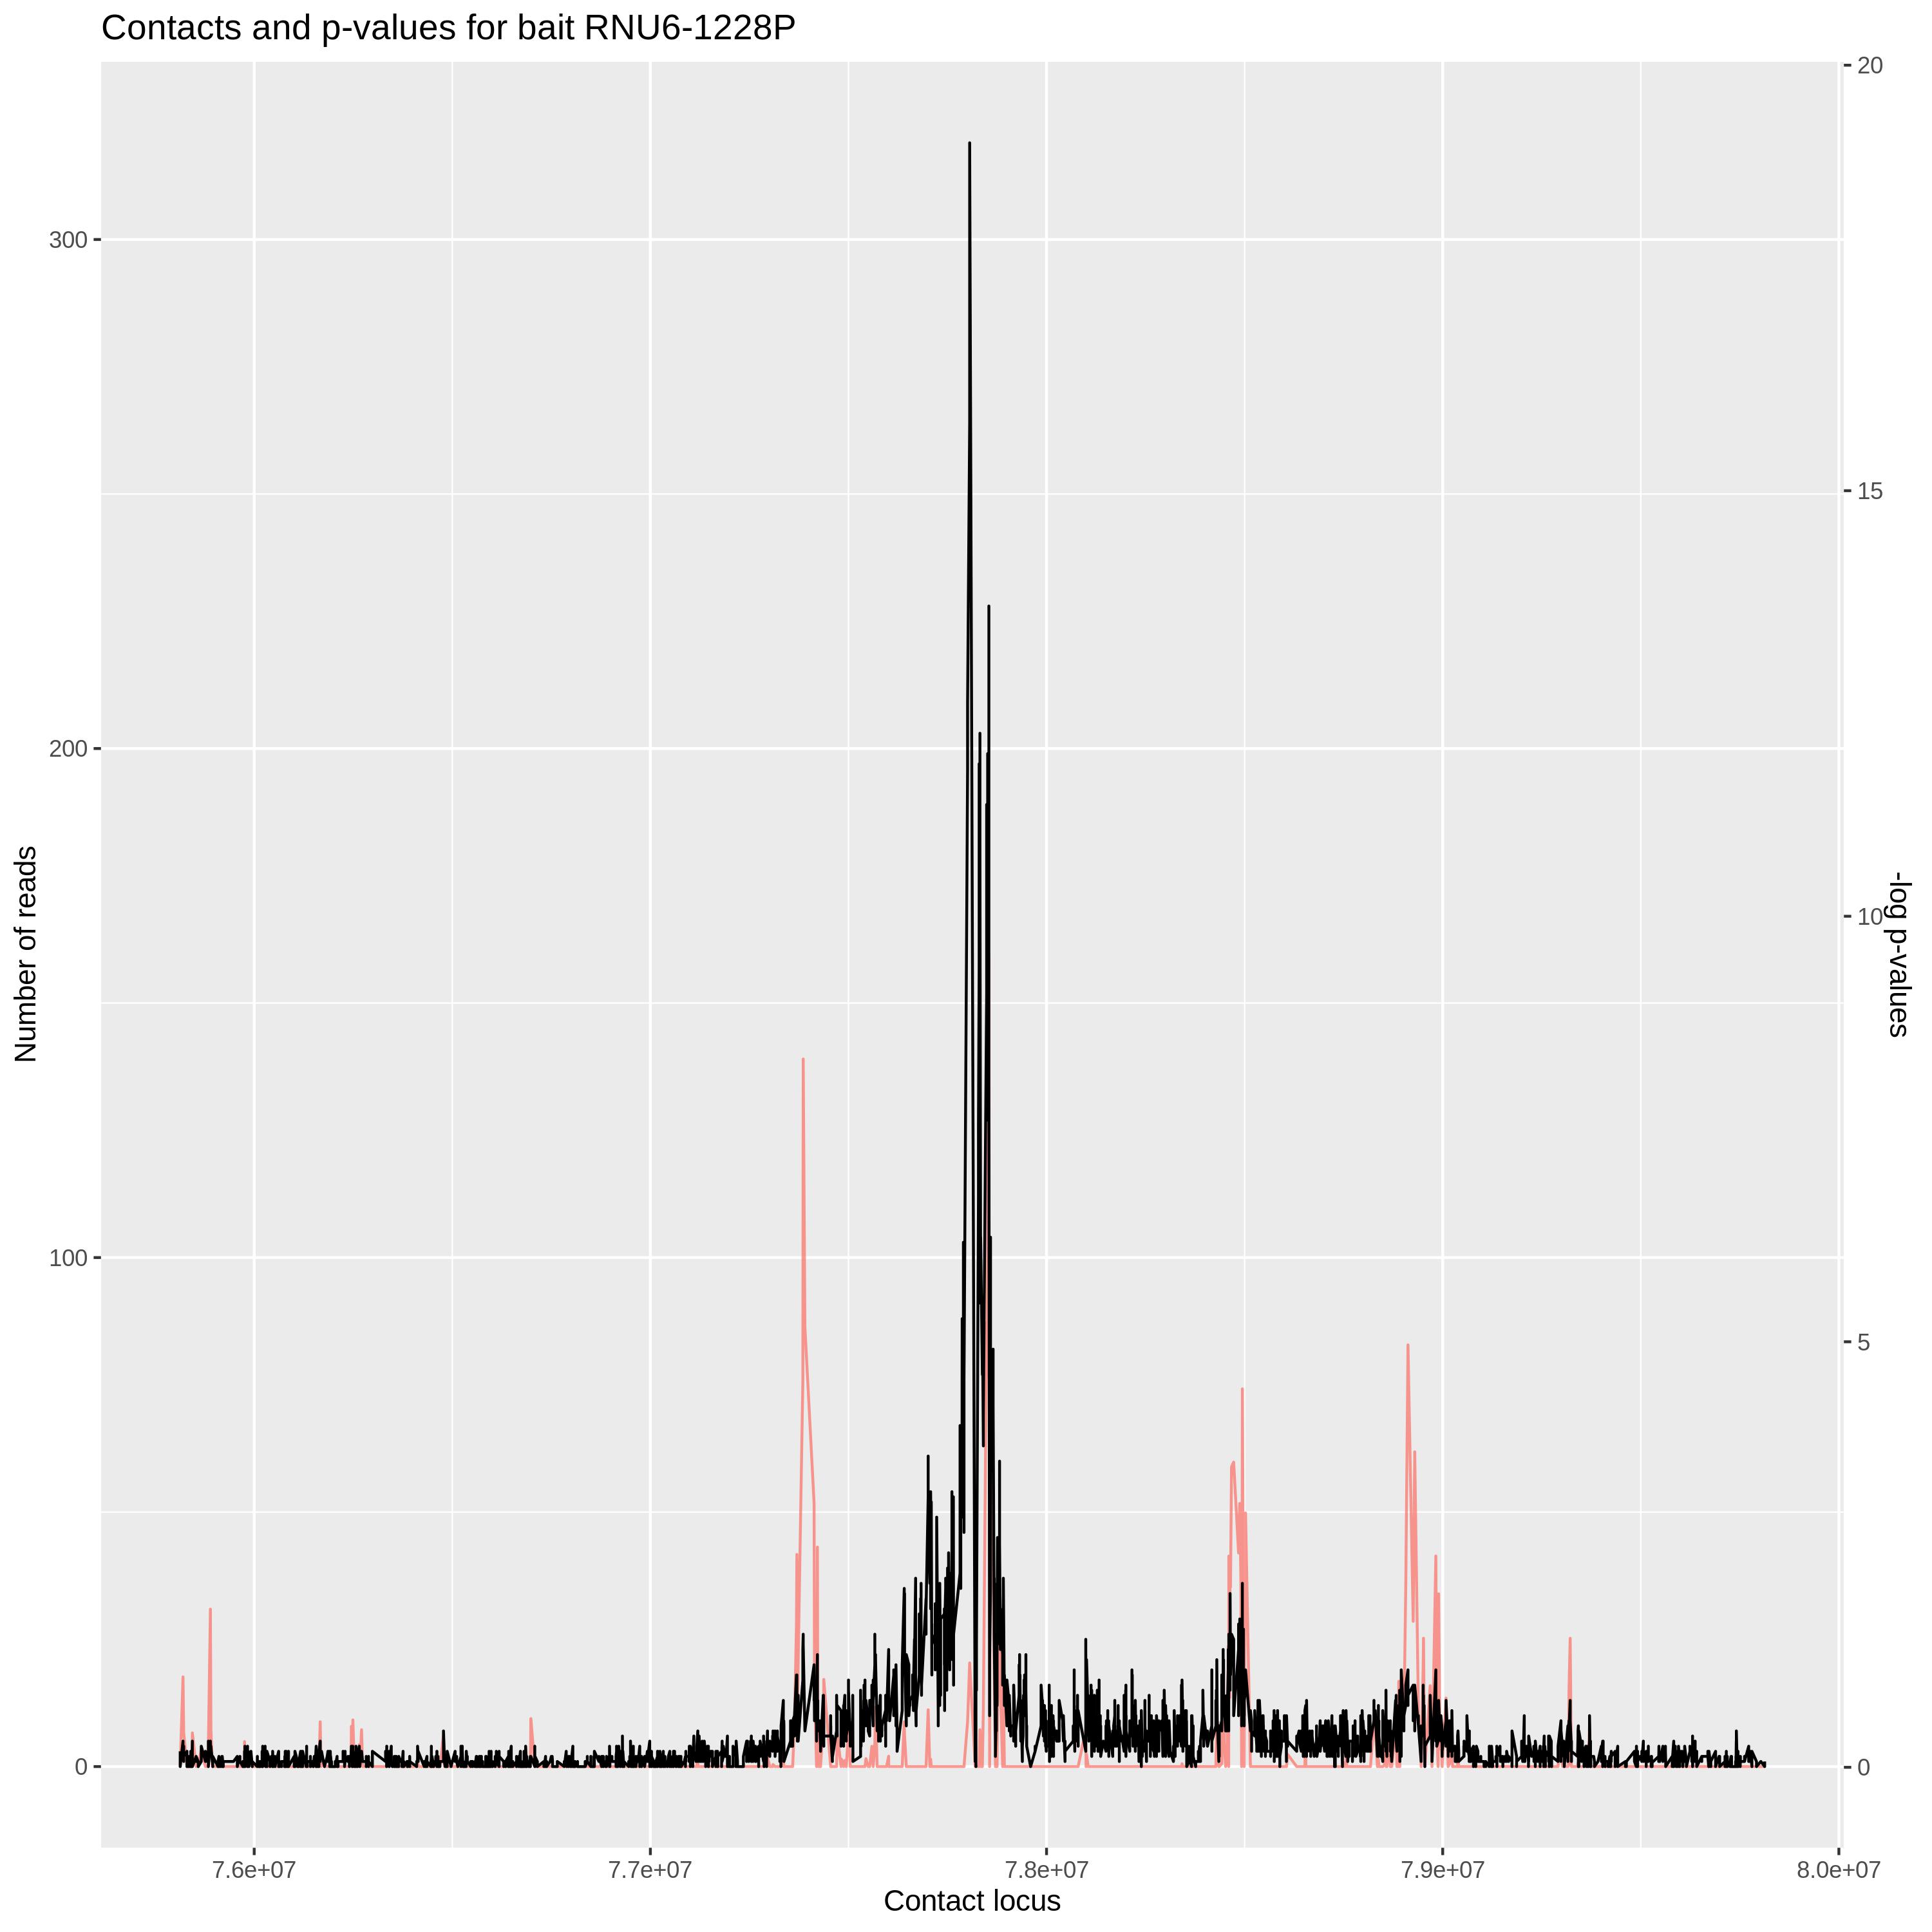 Contacts and p-values for bait RNU6-1228P
20
300
15
200
Number of reads
10
-log p-values
100
5
0
0
7.6e+07 7.7e+07 7.8e+07 7.9e+07 8.0e+07
Contact locus